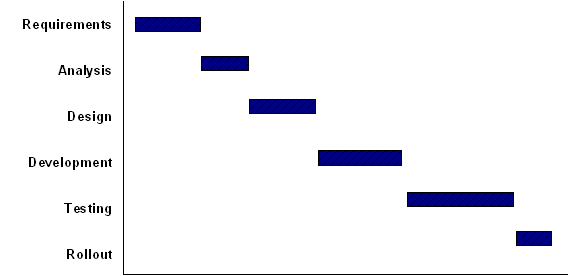 Requirements
Analysis
Design
Development
Testing
Rollout